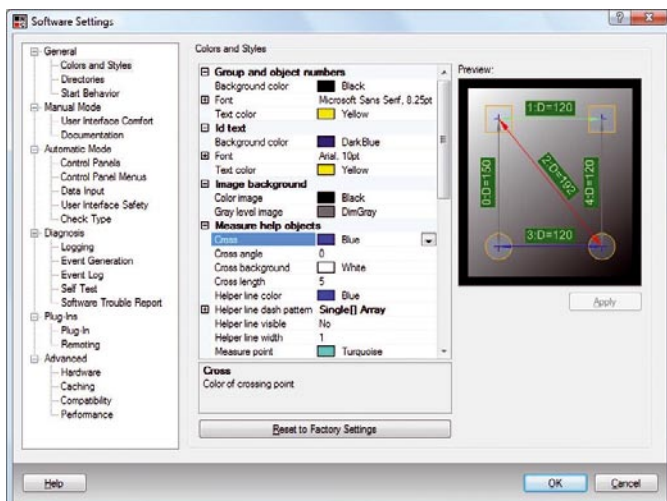 Software Settings
General
Colors and Styles
Directories
Start Behavior
Manual Mode
User Interface Comfort
Documentation
Automatic Mode
Control Panels
Control Panel Menus
Data Input
User Interface Safety
Check Type
Diagnosis
Logging
Event Generation
Event Log
Self Test
Software Trouble Report
Plug-Ins
Plug-In
Remoting
Advanced
Hardware
Caching
Compatibility
Performance
Colors and Styles
Group and object numbers
Background color Black
Font Microsoft Sans Serif, 8.25pt
Text color Yellow
Id text
Background color DarkBlue
Font Arial, 10pt
Text color Yellow
Image background
Color image Black
Gray level image DimGray
Measure help objects
Cross Blue
Cross angle 0
Cross background White
Cross length 5
Helper line color Blue
Helper line dash pattern Single[] Array
Helper line visible No
Helper line width 1
Measure point Turquoise
Cross
Color of crossing point
Reset to Factory Settings
Preview:
1:D=120
0:D=150
2:D=192
4:D=120
3:D=120
Apply
Help
OK
Cancel